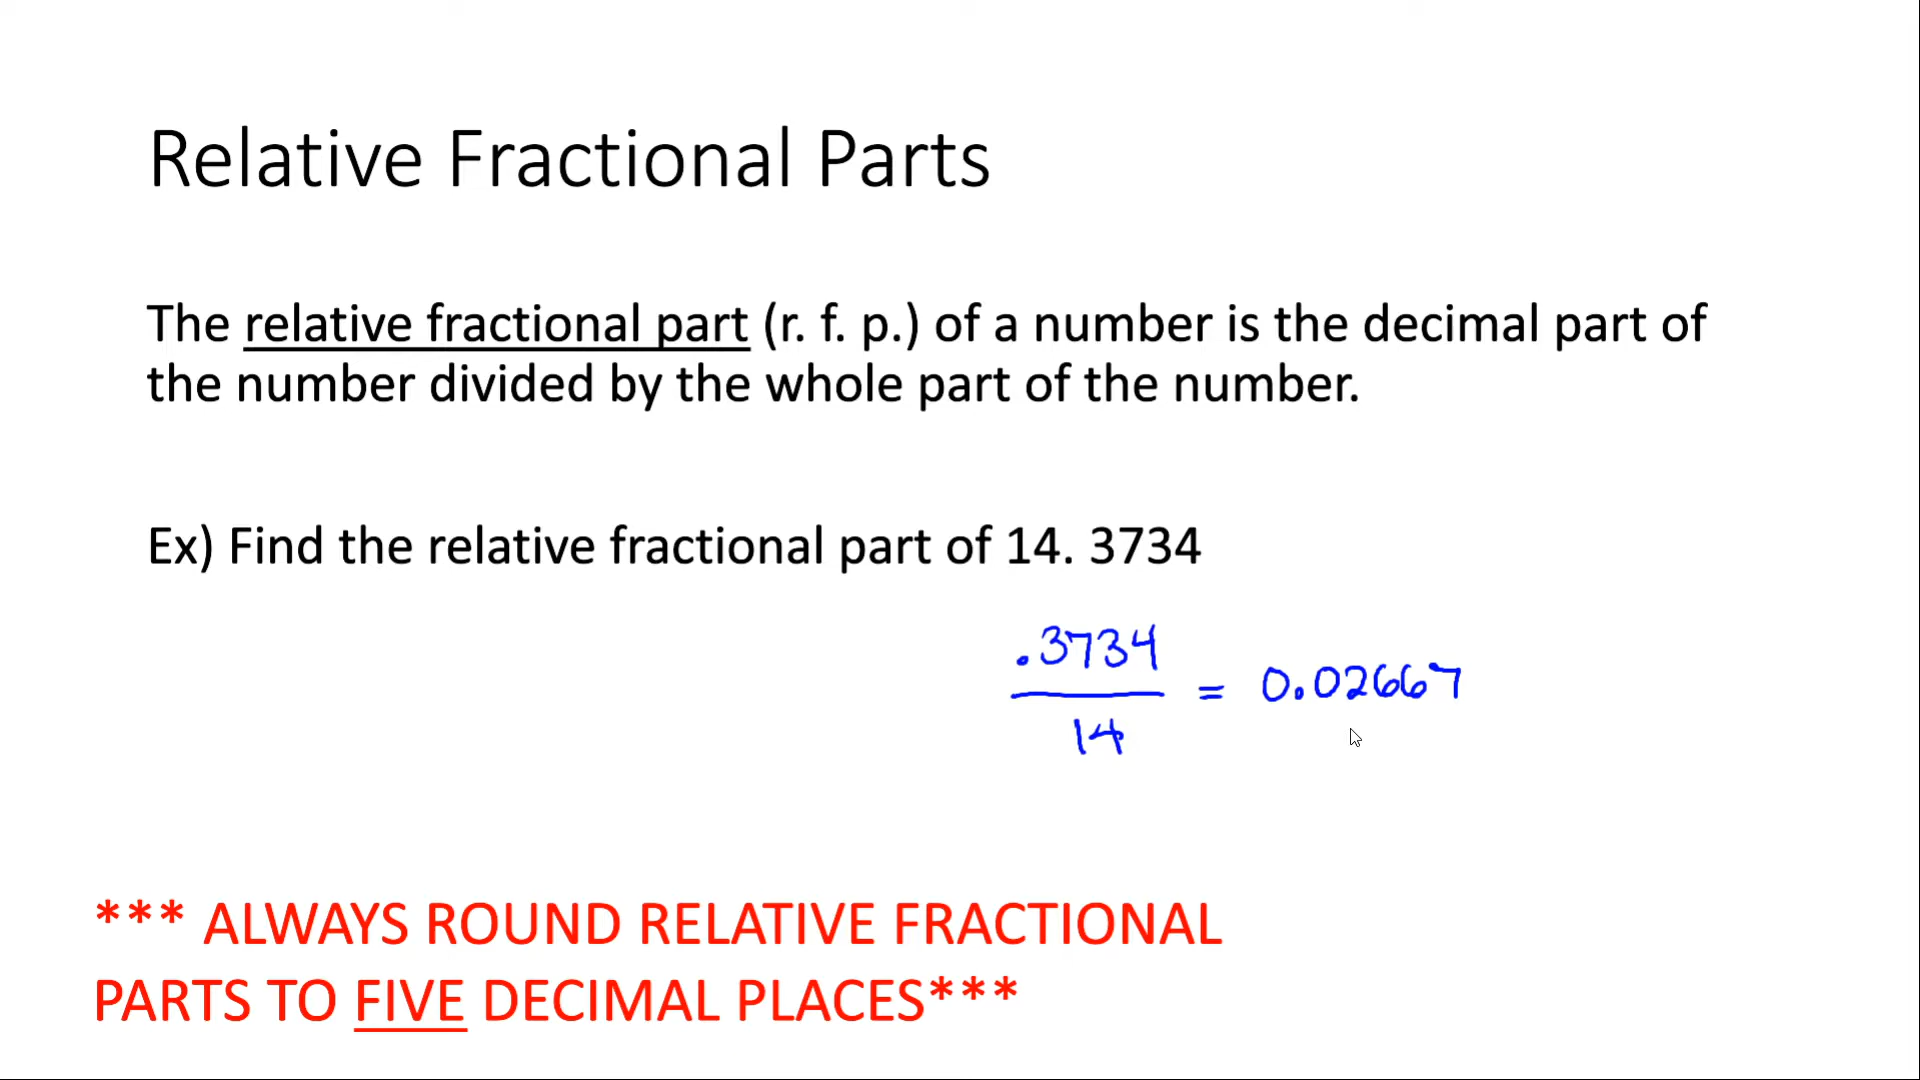 Relative Fractional Parts
The relative fractional part (r. f. p.) of a number is the decimal part of
the number divided by the whole part of the number.
Ex) Find the relative fractional part of 14. 3734
.3734
14
= 0.02667
*** ALWAYS ROUND RELATIVE FRACTIONAL
PARTS TO FIVE DECIMAL PLACES***